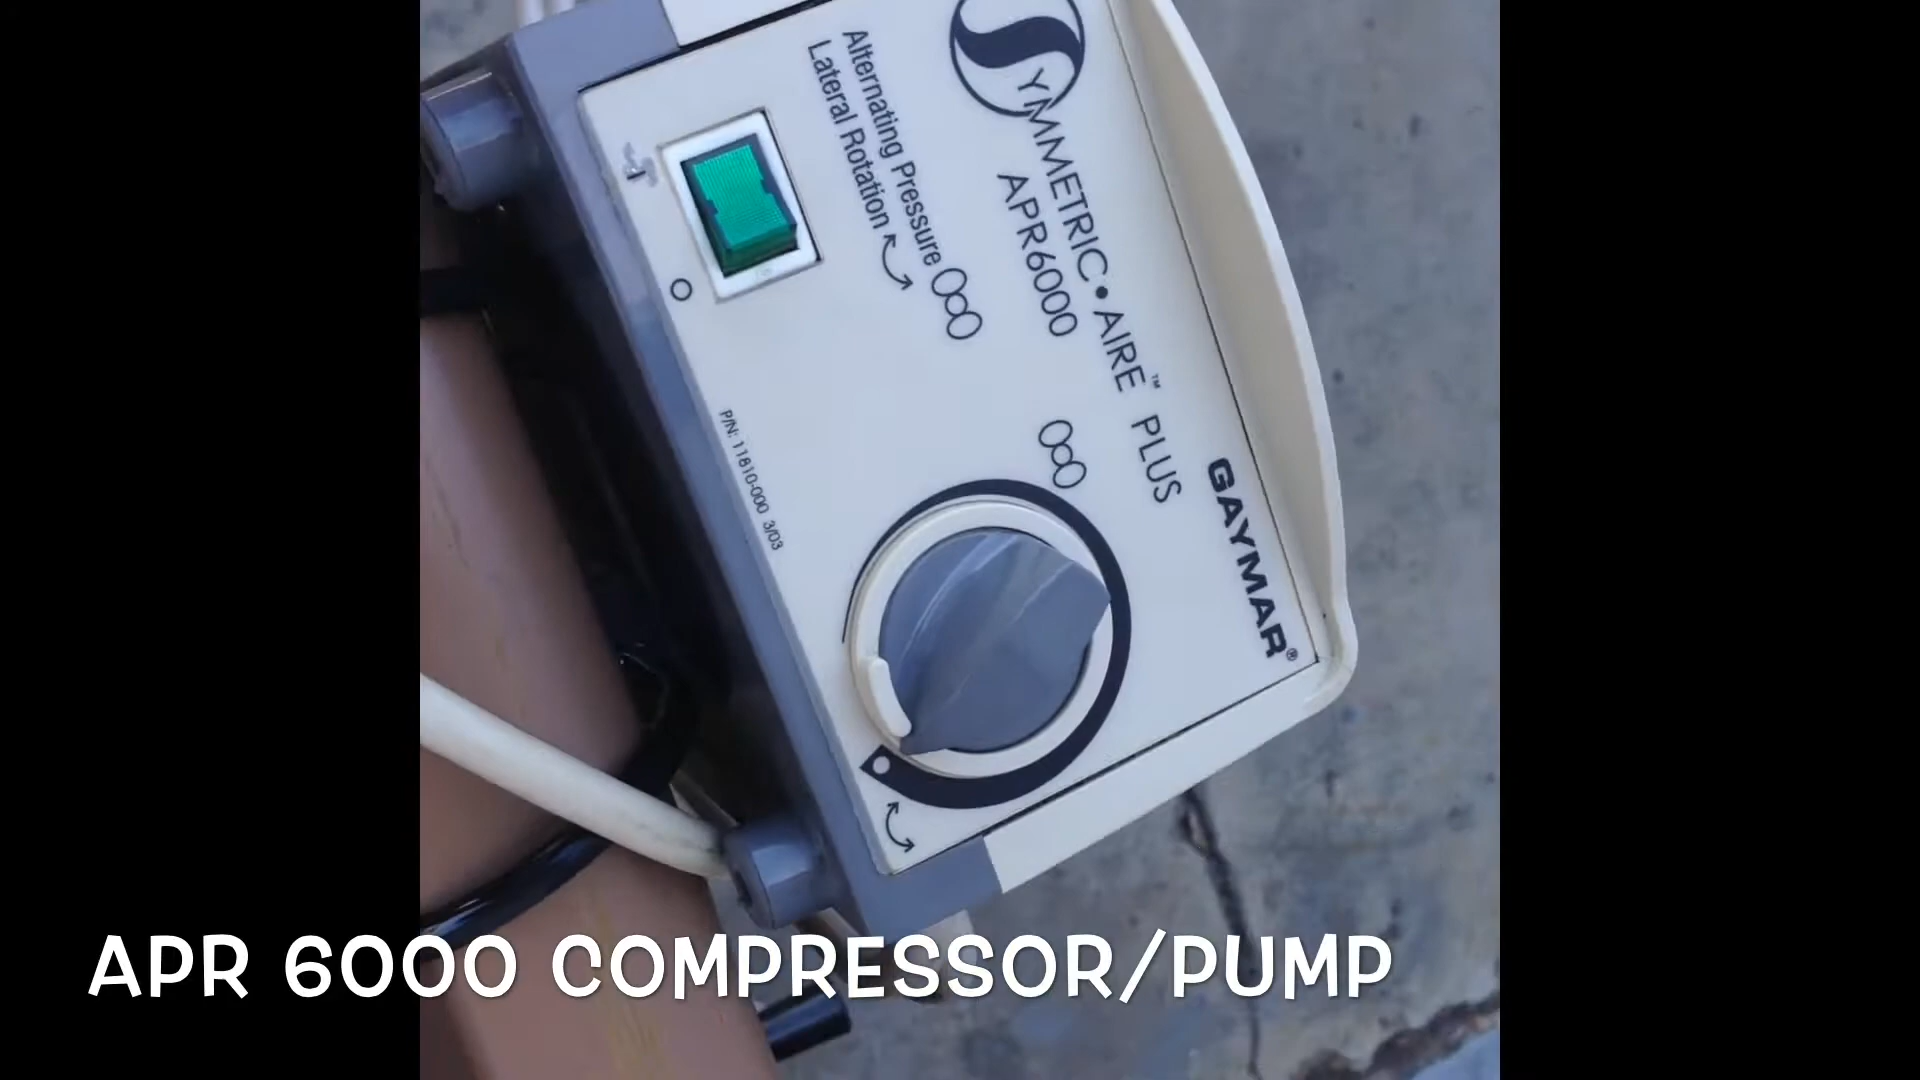 SYMMETRIC•AIRE™ PLUS
APR6000
Alternating Pressure
Lateral Rotation
GAYMAR®
P/N: 11810-000 3/03
APR 6000 COMPRESSOR/PUMP